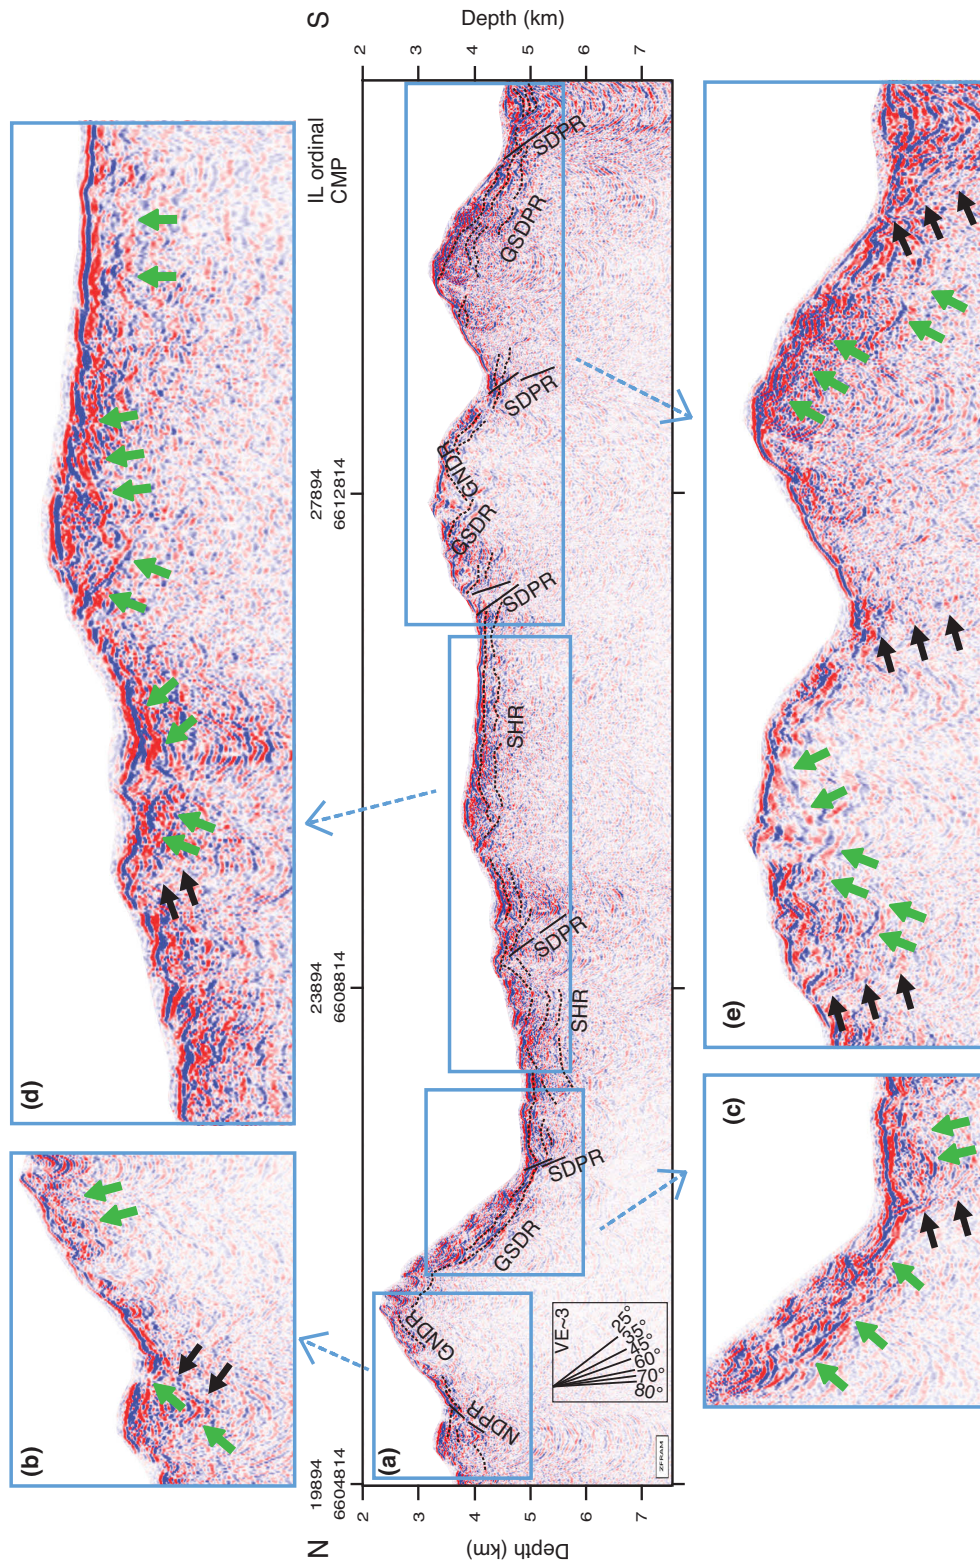 (b)
(d)
N
S
IL ordinal
CMP
19894
6604814
23894
6608814
27894
6612814
Depth (km)
2
3
4
5
6
7
Depth (km)
2
3
4
5
6
7
(a)
NDPR
GNDR
GSDR
SDPR
SHR
SDPR
SHR
SDPR
GSDR
GNDR
SDPR
GSDPR
SDPR
VE~3
25°
35°
45°
60°
70°
80°
ZFRAM
(c)
(e)